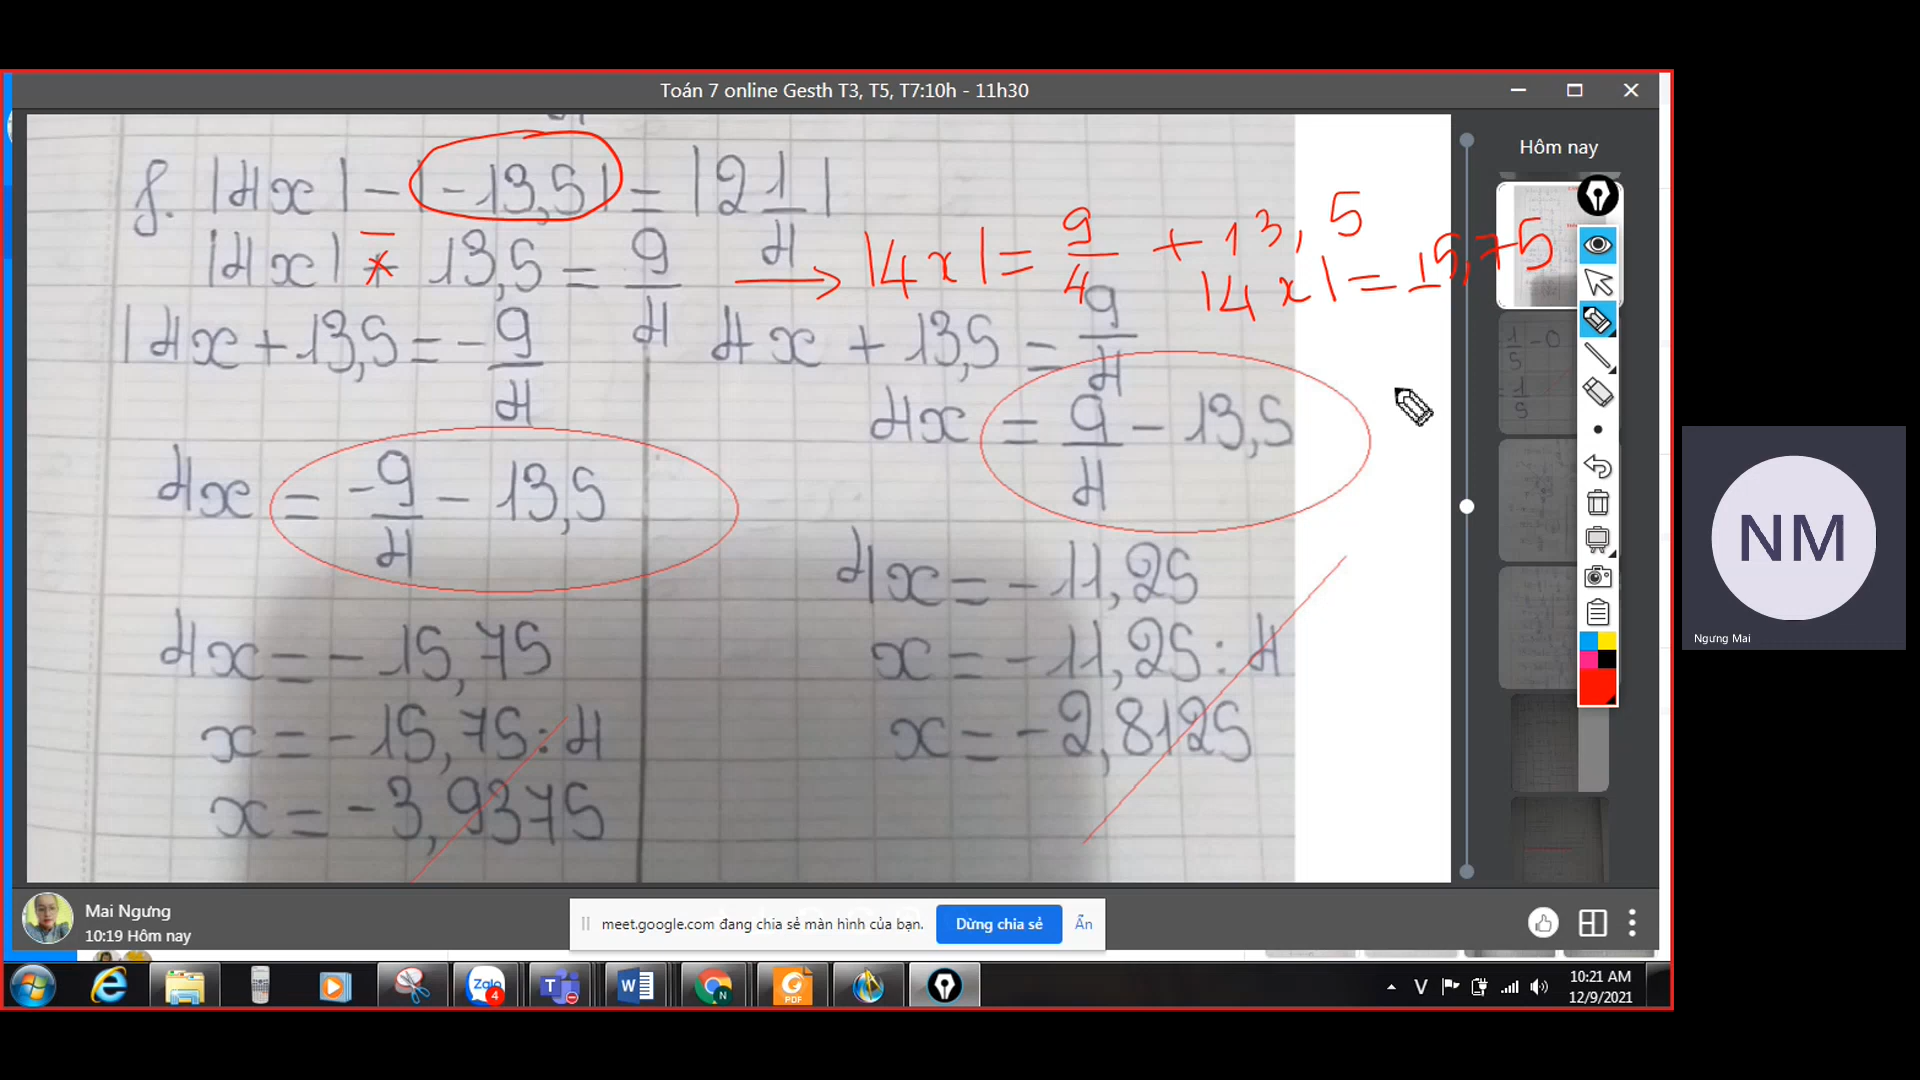 Toán 7 online Gesth T3, T5, T7:10h - 11h30
Hôm nay
f. |4x| - |-13,5| = |2 1/4|
|4x| - 13,5 = 9/4 → |4x| = 9/4 + 13,5
|4x| = 15,75
|4x + 13,5 = - 9/4
4x + 13,5 = 9/4
4x = 9/4 - 13,5
4x = -9/4 - 13,5
4x = - 11,25
4x = - 15,75
x = - 11,25 : 4
x = - 15,75 : 4
x = - 2,8125
x = - 3,9375
NM
Ngưng Mai
Mai Ngưng
10:19 Hôm nay
meet.google.com đang chia sẻ màn hình của bạn.
Dừng chia sẻ
Ẩn
Zalo
4
PDF
V
10:21 AM
12/9/2021